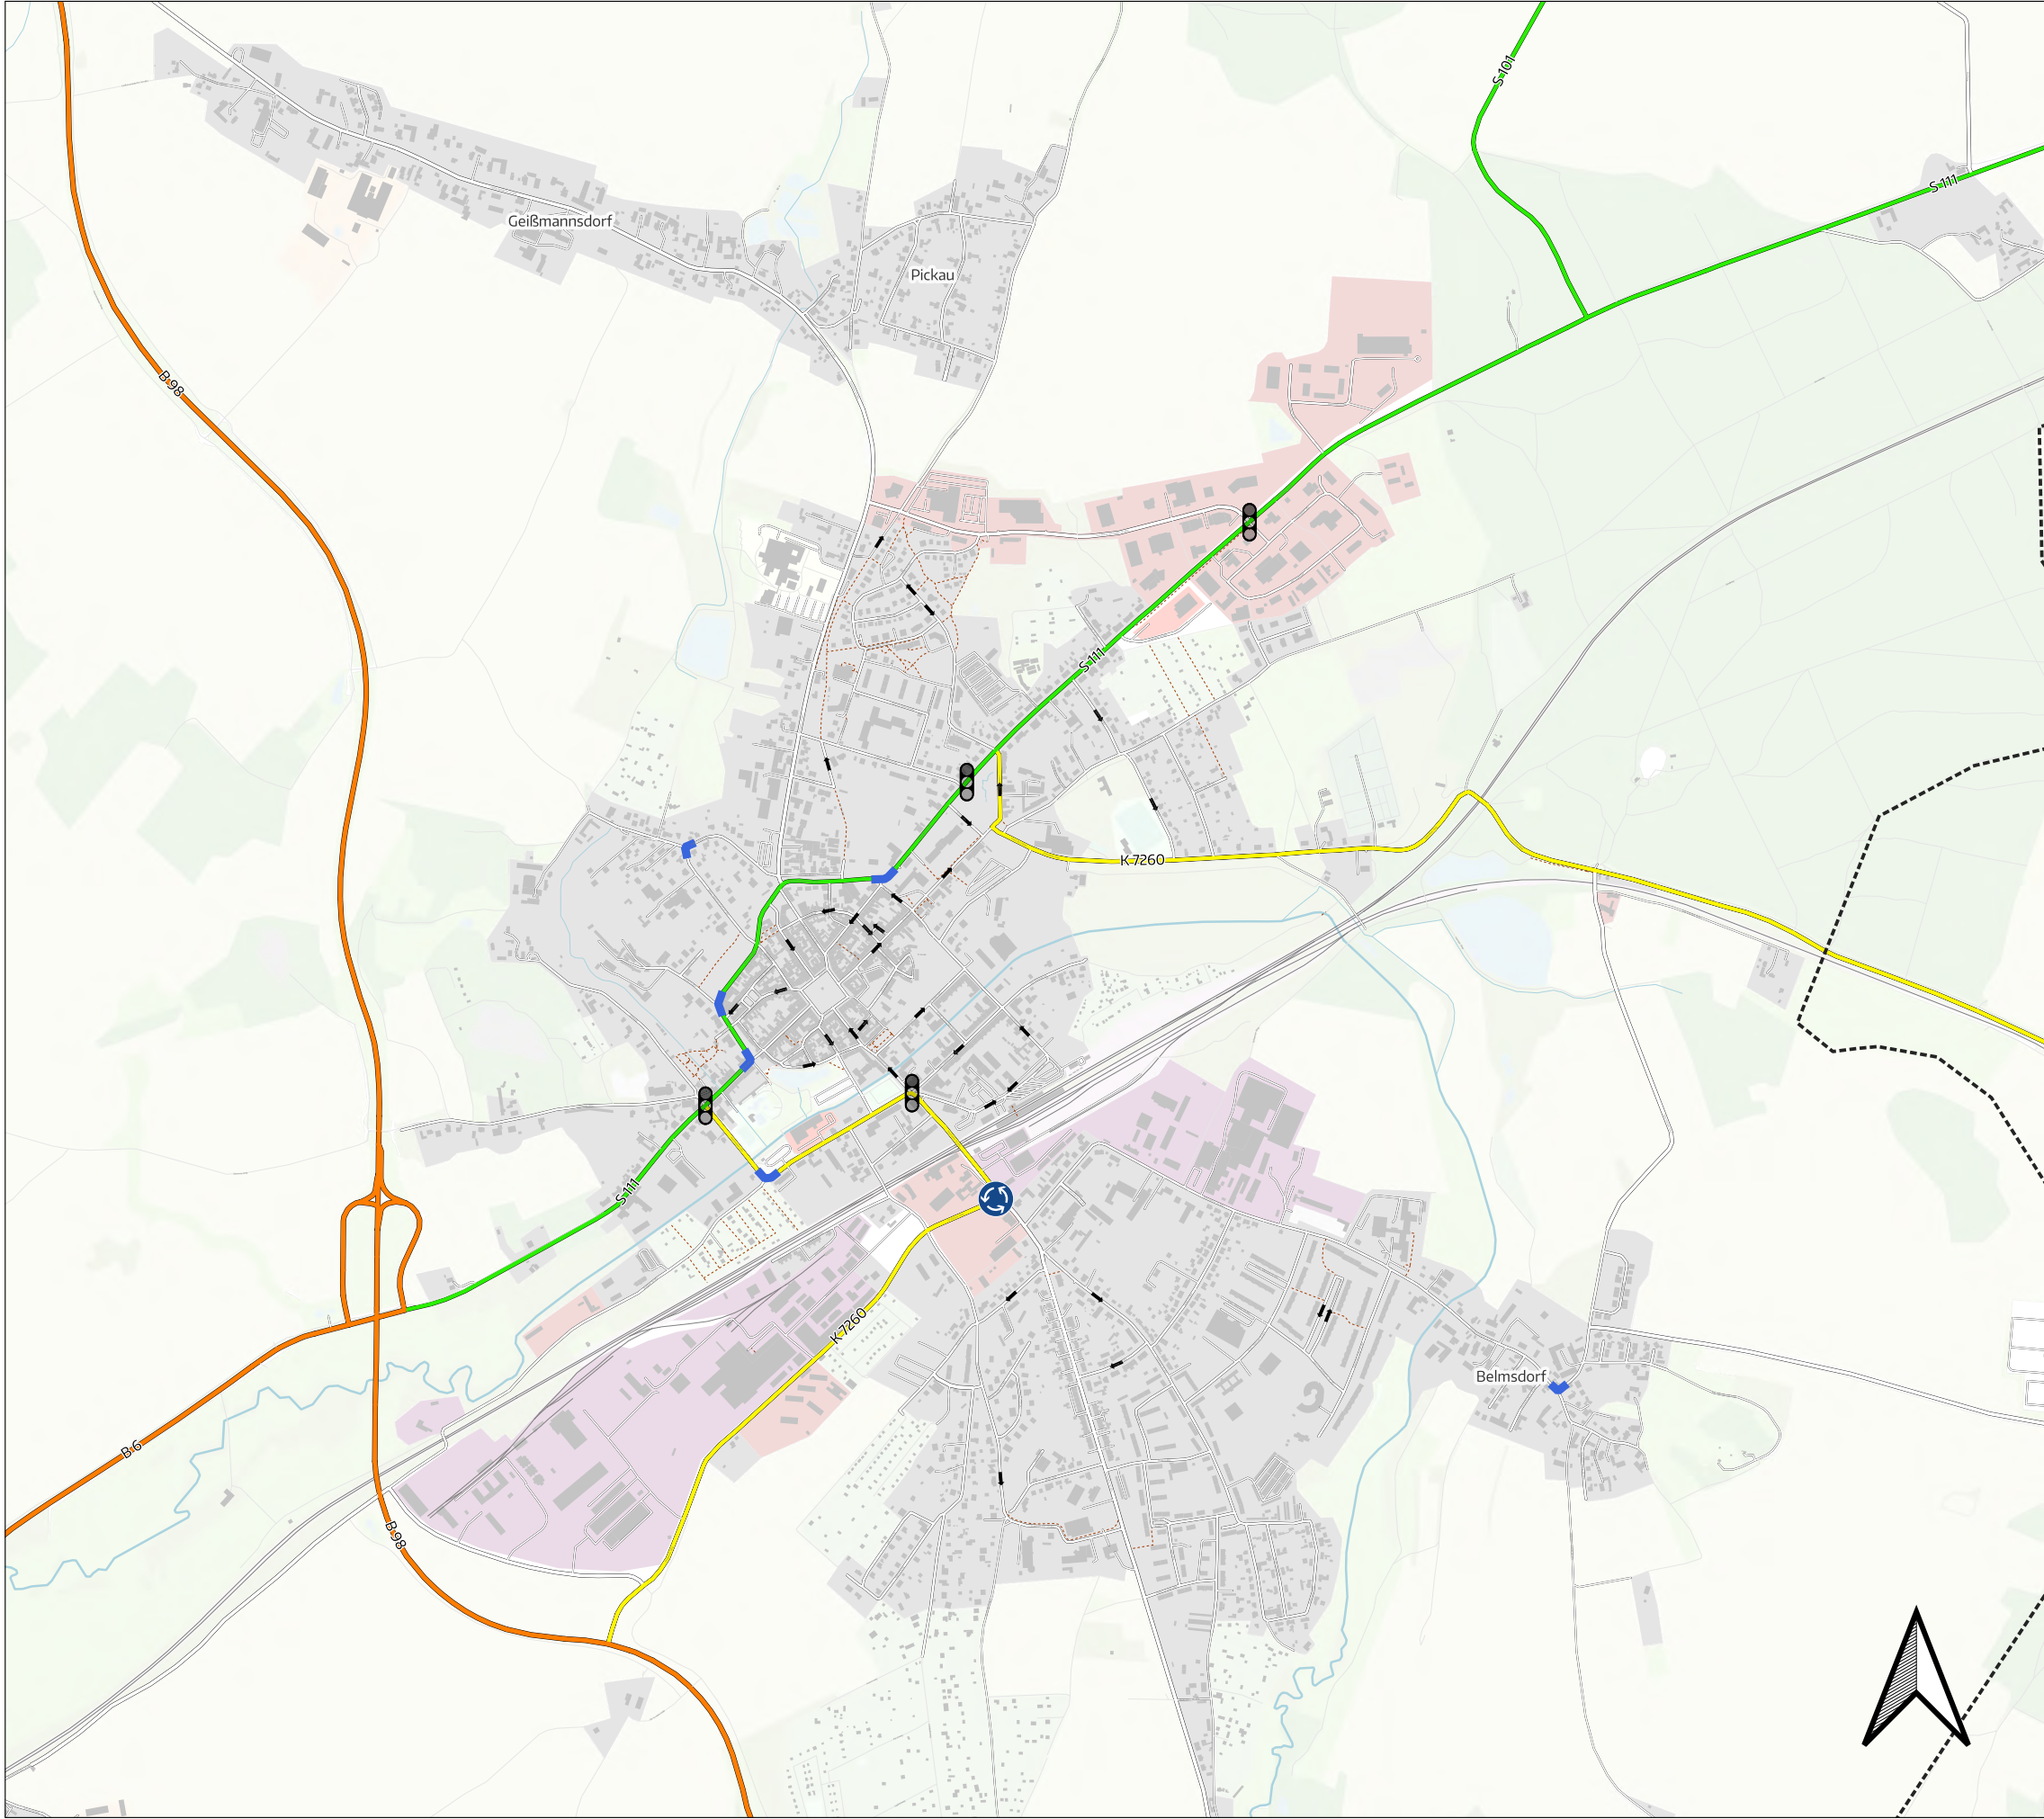 S 101
S 111
Geißmannsdorf
Pickau
B 98
S 111
K 7260
S 111
K 7260
Belmsdorf
B 6
B 98